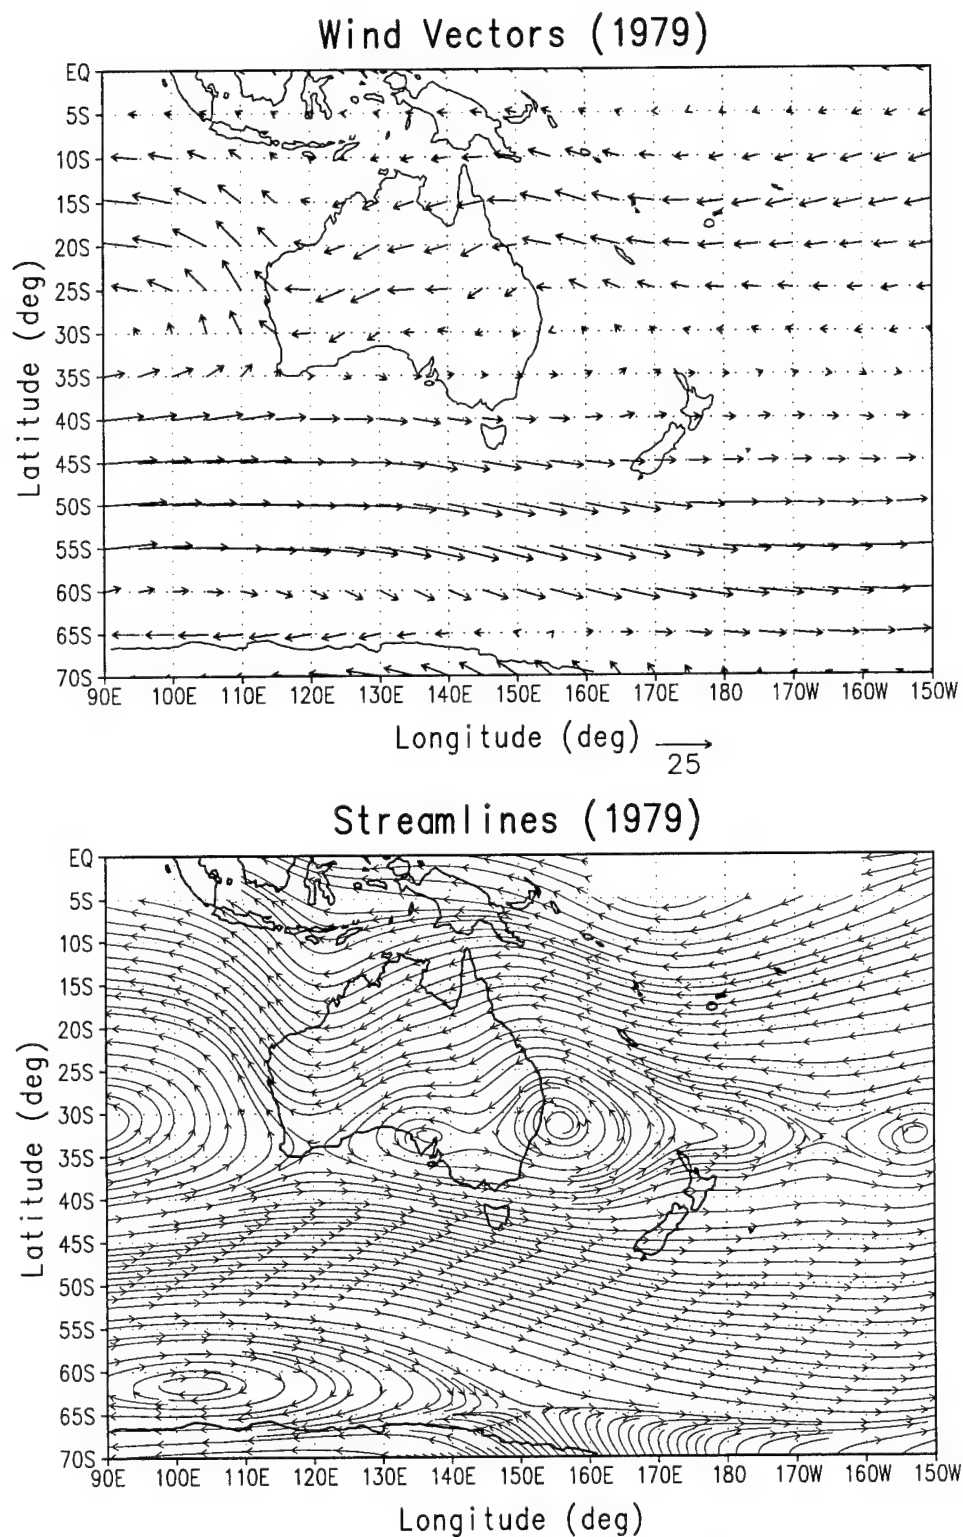 Wind Vectors (1979)
EQ
5S
10S
15S
20S
25S
30S
35S
40S
45S
50S
55S
60S
65S
70S
Latitude (deg)
90E 100E 110E 120E 130E 140E 150E 160E 170E 180 170W 160W 150W
Longitude (deg)
25
Streamlines (1979)
EQ
5S
10S
15S
20S
25S
30S
35S
40S
45S
50S
55S
60S
65S
70S
Latitude (deg)
90E 100E 110E 120E 130E 140E 150E 160E 170E 180 170W 160W 150W
Longitude (deg)